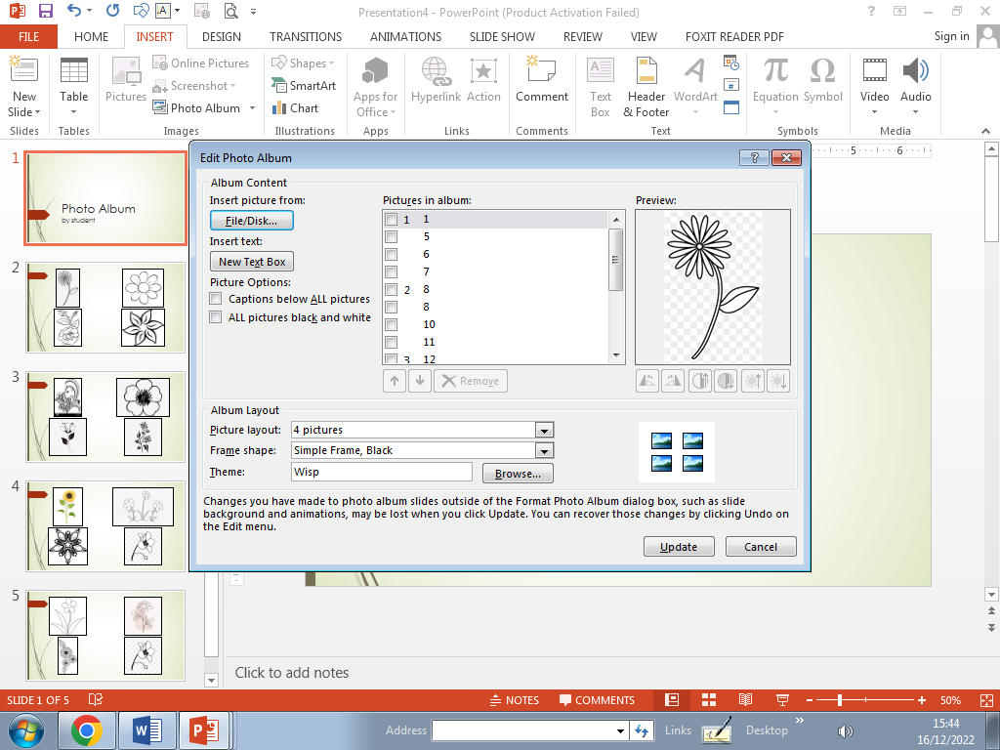 Presentation4 - PowerPoint (Product Activation Failed)
FILE HOME INSERT DESIGN TRANSITIONS ANIMATIONS SLIDE SHOW REVIEW VIEW FOXIT READER PDF Sign in
New Slide
Table
Pictures
Online Pictures
Screenshot
Photo Album
Shapes
SmartArt
Chart
Apps for Office
Hyperlink
Action
Comment
Text Box
Header & Footer
WordArt
Equation
Symbol
Video
Audio
Slides Tables Images Illustrations Apps Links Comments Text Symbols Media
1
Photo Album
by student
2
3
4
5
5 6
Edit Photo Album
Album Content
Insert picture from:
File/Disk...
Insert text:
New Text Box
Picture Options:
Captions below ALL pictures
ALL pictures black and white
Pictures in album:
1 1
5
6
7
2 8
8
10
11
3 12
Remove
Preview:
Album Layout
Picture layout: 4 pictures
Frame shape: Simple Frame, Black
Theme: Wisp
Browse...
Changes you have made to photo album slides outside of the Format Photo Album dialog box, such as slide
background and animations, may be lost when you click Update. You can recover those changes by clicking Undo on
the Edit menu.
Update Cancel
Click to add notes
SLIDE 1 OF 5 NOTES COMMENTS 50%
Address Links Desktop
15:44
16/12/2022